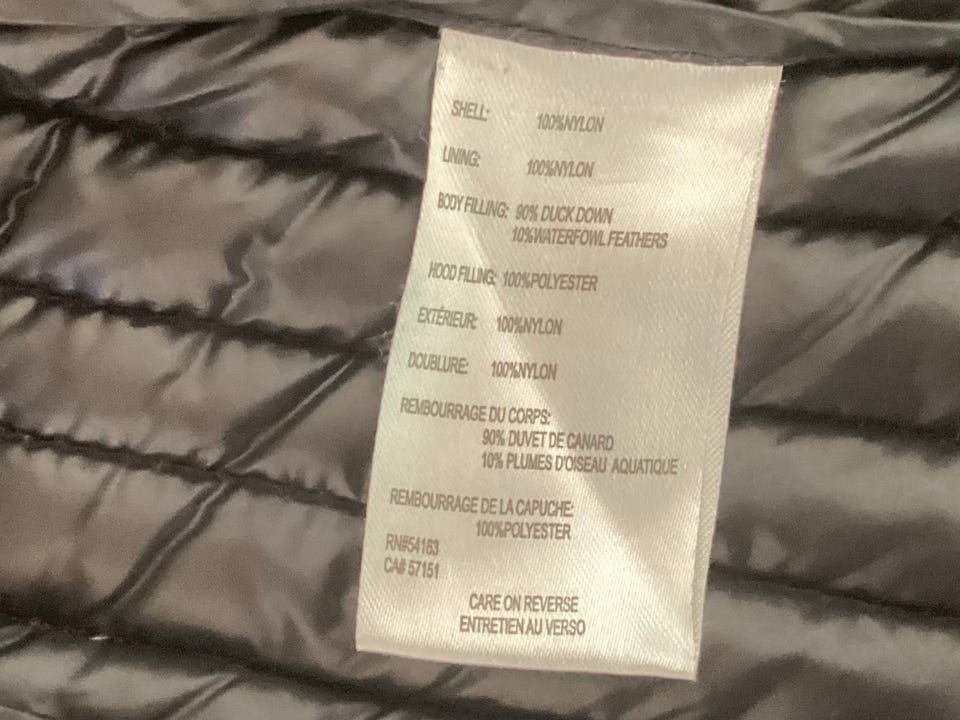 SHELL: 100%NYLON
LINING: 100%NYLON
BODY FILLING: 90% DUCK DOWN
10%WATERFOWL FEATHERS
HOOD FILLING: 100%POLYESTER
EXTÉRIEUR: 100%NYLON
DOUBLURE: 100%NYLON
REMBOURRAGE DU CORPS:
90% DUVET DE CANARD
10% PLUMES D'OISEAU AQUATIQUE
REMBOURRAGE DE LA CAPUCHE:
100%POLYESTER
RN#54163
CA# 57151
CARE ON REVERSE
ENTRETIEN AU VERSO